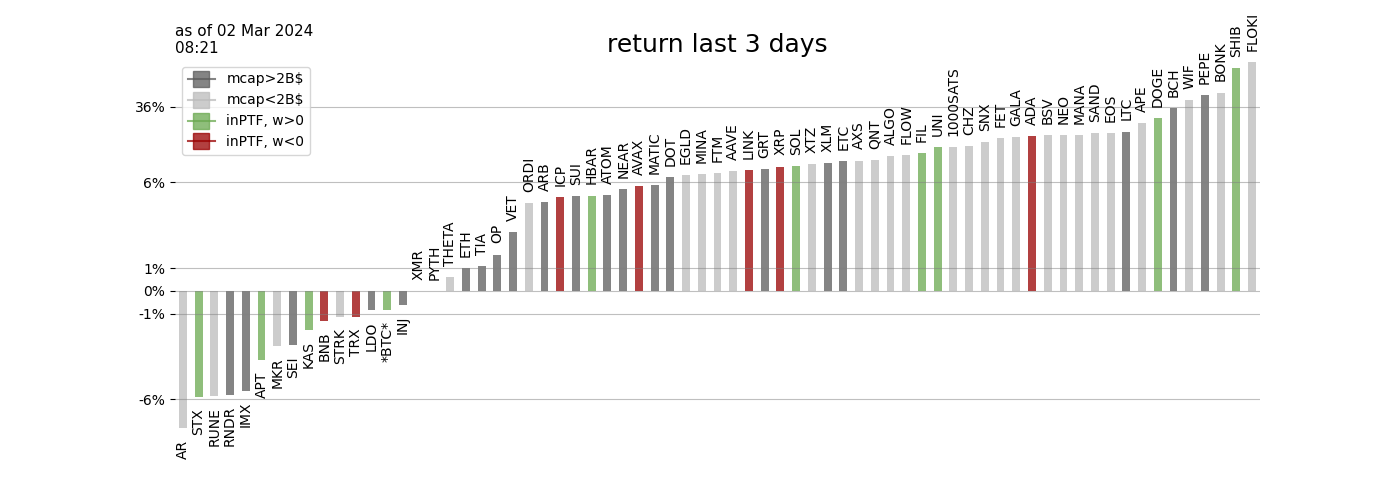 as of 02 Mar 2024
08:21
return last 3 days
mcap>2B$
mcap<2B$
inPTF, w>0
inPTF, w<0
36%
6%
1%
0%
-1%
-6%
AR
STX
RUNE
RNDR
IMX
APT
MKR
SEI
KAS
BNB
STRK
TRX
LDO
*BTC*
INJ
XMR
PYTH
THETA
ETH
TIA
OP
VET
ORDI
ARB
ICP
SUI
HBAR
ATOM
NEAR
AVAX
MATIC
DOT
EGLD
MINA
FTM
AAVE
LINK
GRT
XRP
SOL
XTZ
XLM
ETC
AXS
QNT
ALGO
FLOW
FIL
UNI
1000SATS
CHZ
SNX
FET
GALA
ADA
BSV
NEO
MANA
SAND
EOS
LTC
APE
DOGE
BCH
WIF
PEPE
BONK
SHIB
FLOKI